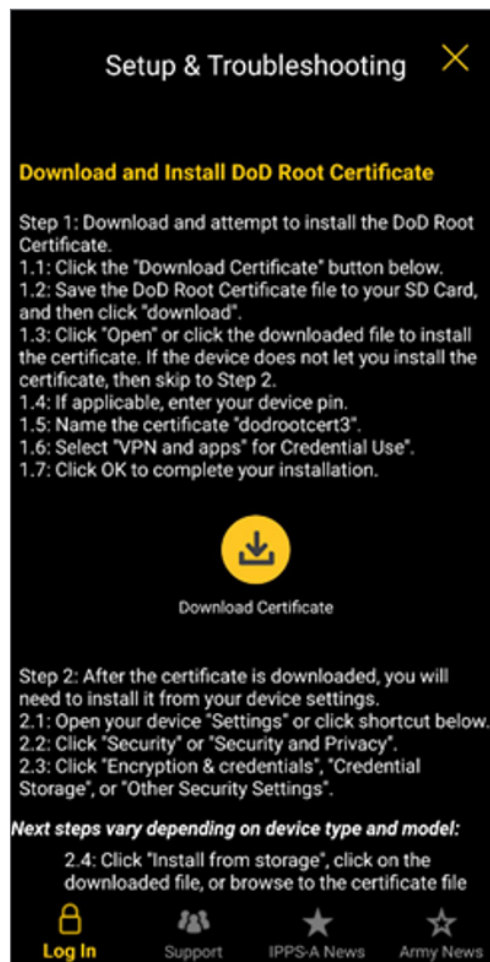 Setup & Troubleshooting
Download and Install DoD Root Certificate
Step 1: Download and attempt to install the DoD Root
Certificate.
1.1: Click the "Download Certificate" button below.
1.2: Save the DoD Root Certificate file to your SD Card,
and then click "download".
1.3: Click "Open" or click the downloaded file to install
the certificate. If the device does not let you install the
certificate, then skip to Step 2.
1.4: If applicable, enter your device pin.
1.5: Name the certificate "dodrootcert3".
1.6: Select "VPN and apps" for Credential Use".
1.7: Click OK to complete your installation.
Download Certificate
Step 2: After the certificate is downloaded, you will
need to install it from your device settings.
2.1: Open your device "Settings" or click shortcut below.
2.2: Click "Security" or "Security and Privacy".
2.3: Click "Encryption & credentials", "Credential
Storage", or "Other Security Settings".
Next steps vary depending on device type and model:
2.4: Click "Install from storage", click on the
downloaded file, or browse to the certificate file
Log In
Support
IPPS-A News
Army News